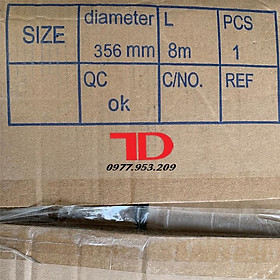 SIZE
diameter L PCS
356 mm 8m 1
QC C/NO. REF
ok
TD
0977.953.209